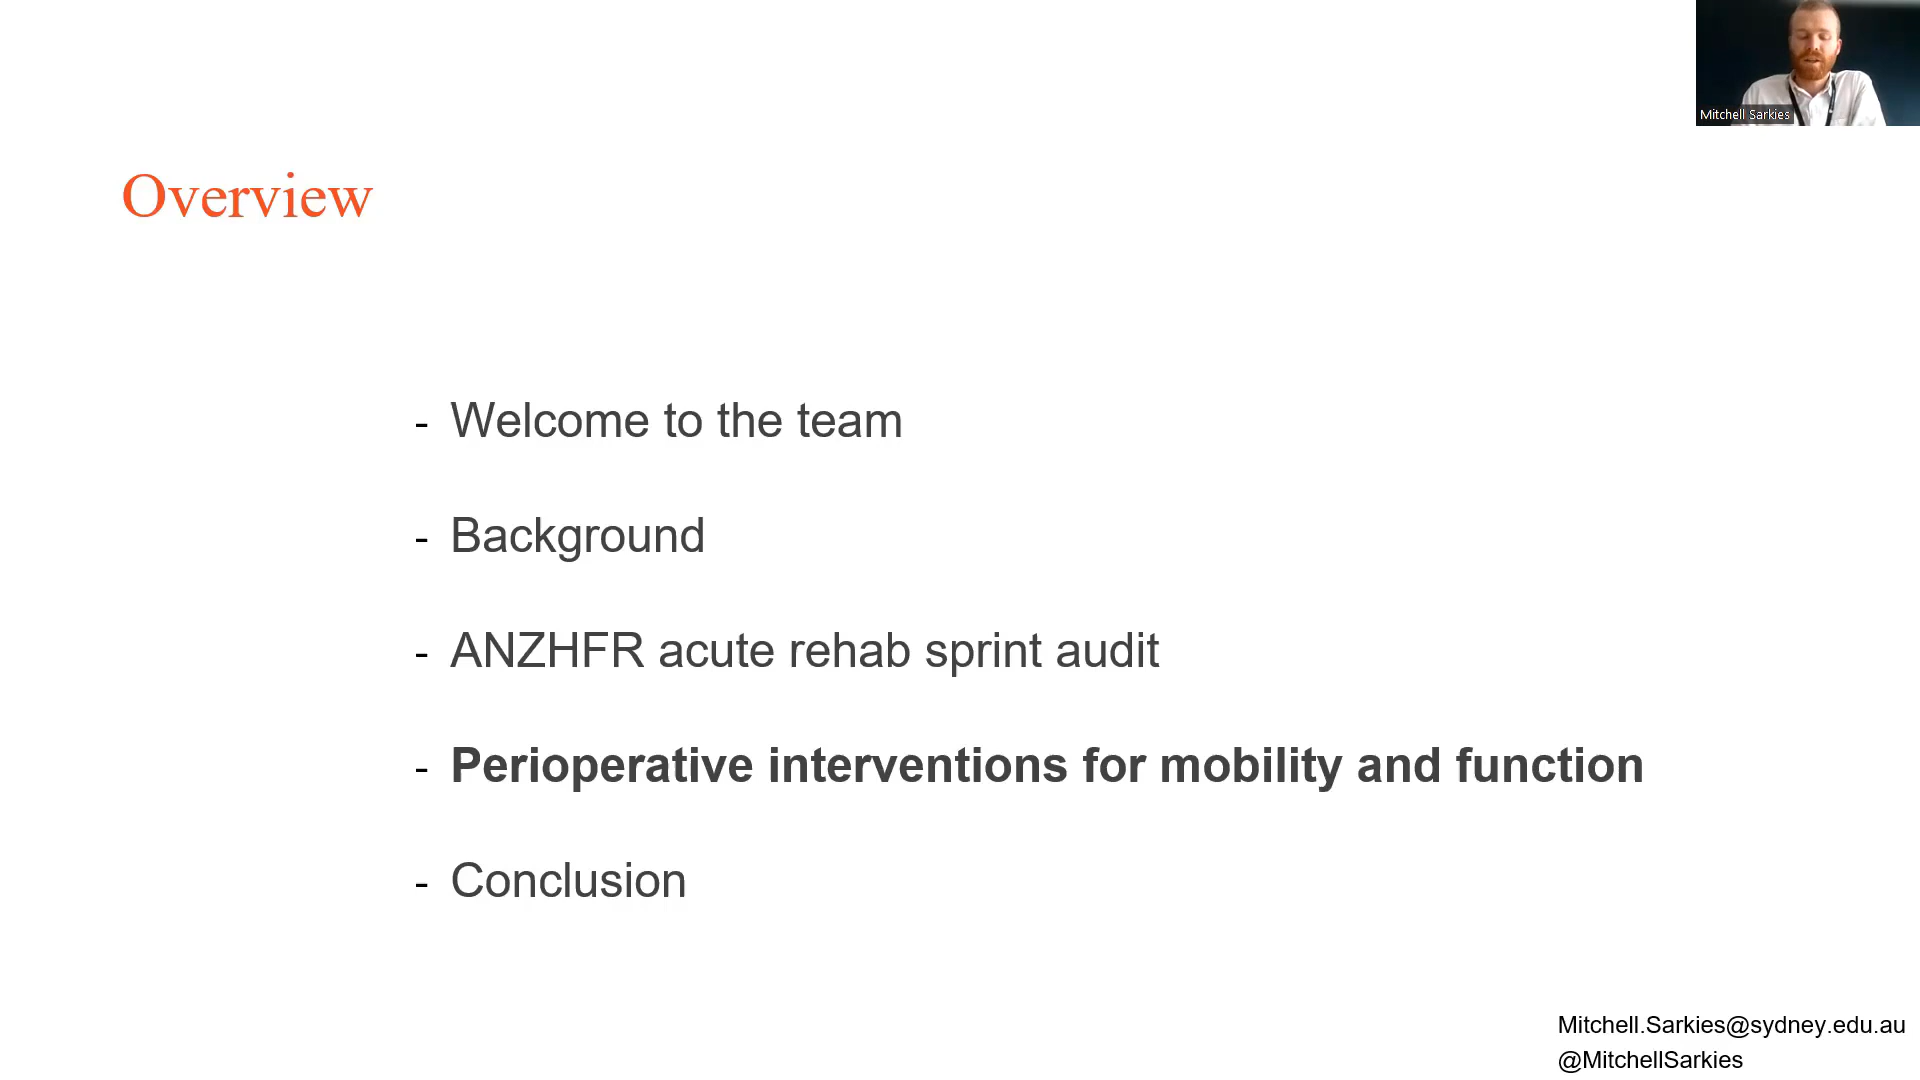 Mitchell Sarkies
Overview
- Welcome to the team
- Background
- ANZHFR acute rehab sprint audit
- Perioperative interventions for mobility and function
- Conclusion
Mitchell.Sarkies@sydney.edu.au
@MitchellSarkies